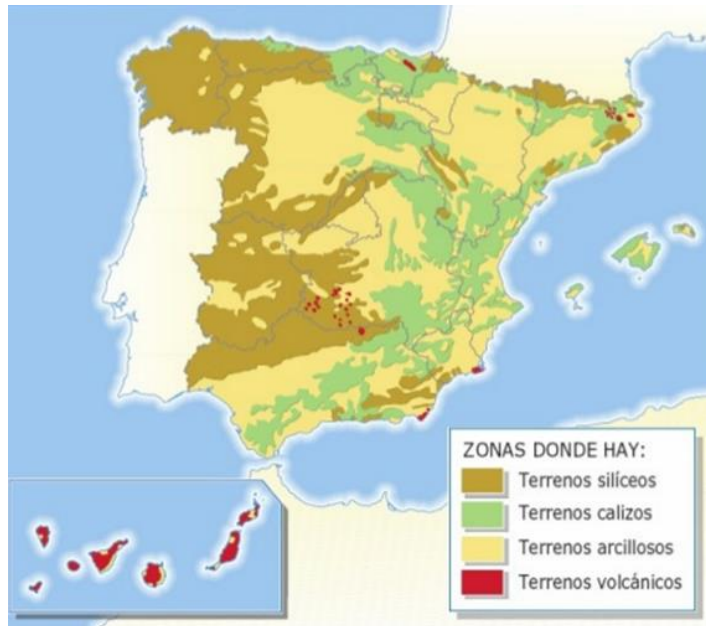 ZONAS DONDE HAY:
Terrenos silíceos
Terrenos calizos
Terrenos arcillosos
Terrenos volcánicos